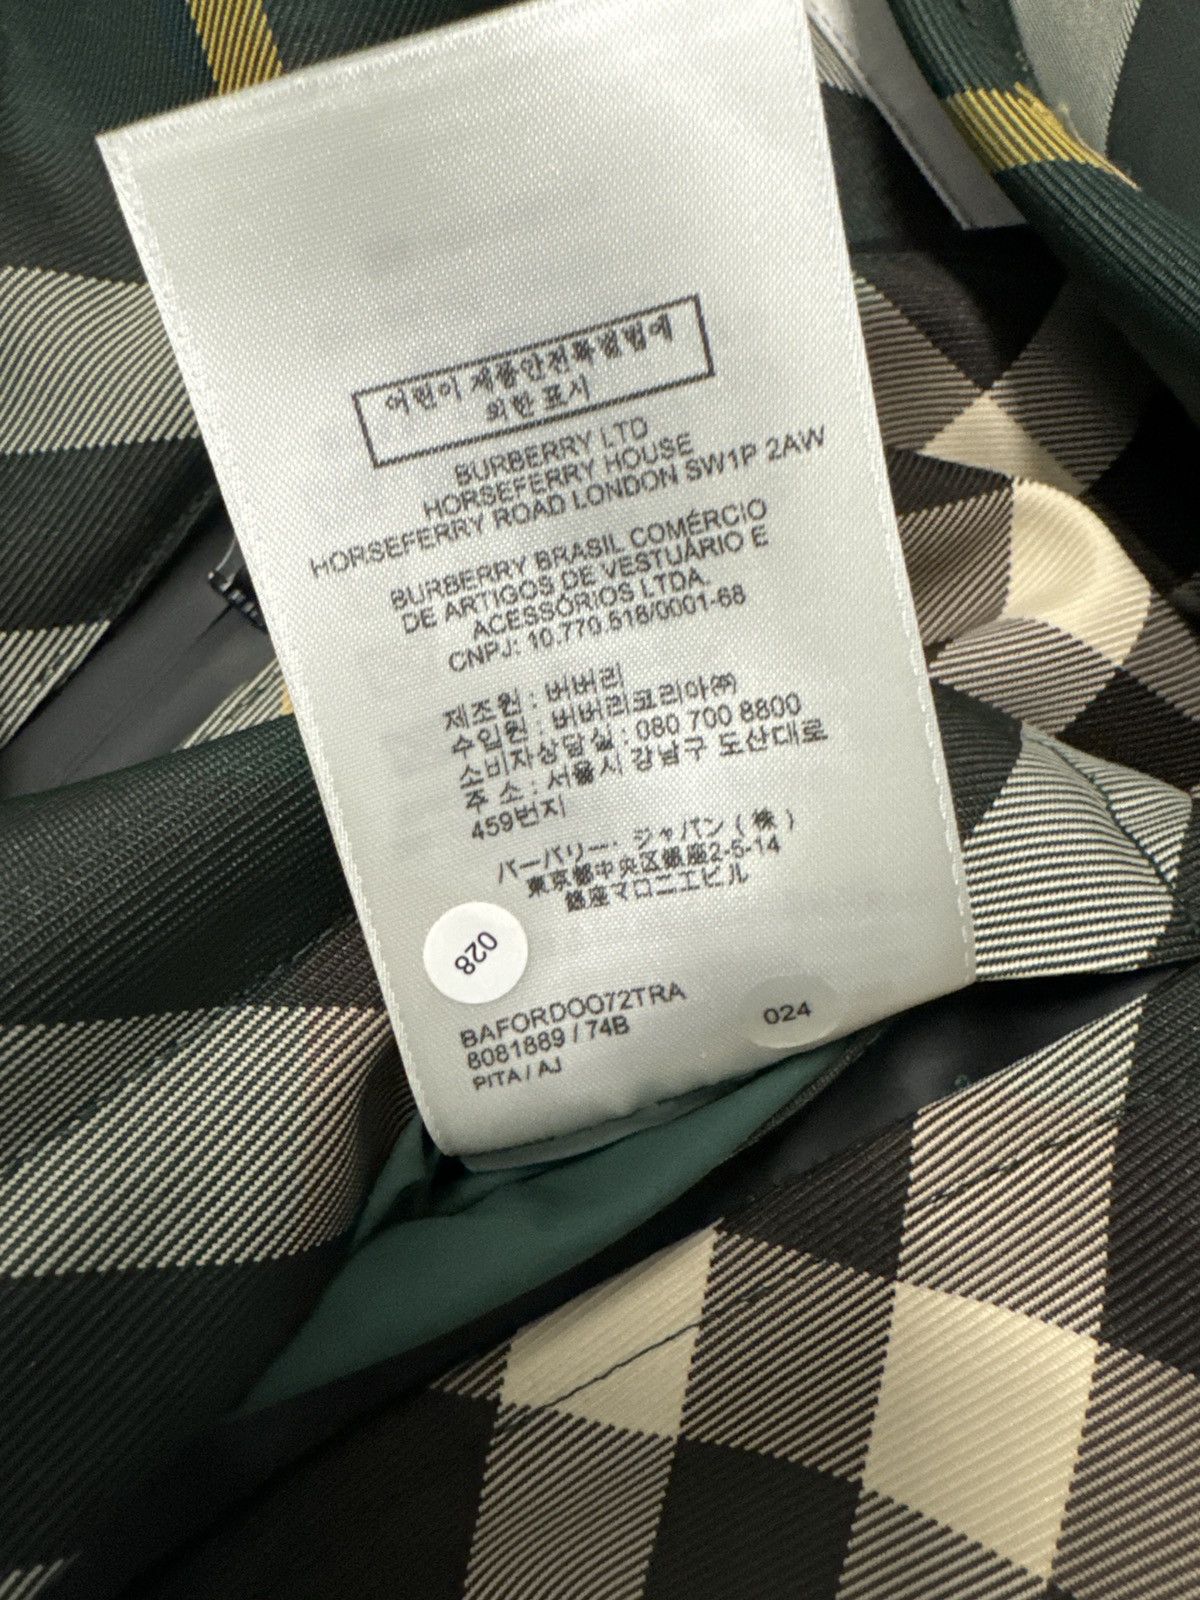 어린이 제품안전특별법에
의한 표시
BURBERRY LTD
HORSEFERRY HOUSE
HORSEFERRY ROAD LONDON SW1P 2AW
BURBERRY BRASIL COMÉRCIO
DE ARTIGOS DE VESTUÁRIO E
ACESSÓRIOS LTDA.
CNPJ: 10.770.518/0001-68
제조원 : 버버리
수입원 : 버버리코리아㈜
소비자상담실 : 080 700 8800
주 소 : 서울시 강남구 도산대로
459번지
バーバリー・ジャパン ( 株 )
東京都中央区銀座2-5-14
銀座マロニエビル
028
BAFORDOO72TRA
8081889 / 74B
PITA / AJ
024